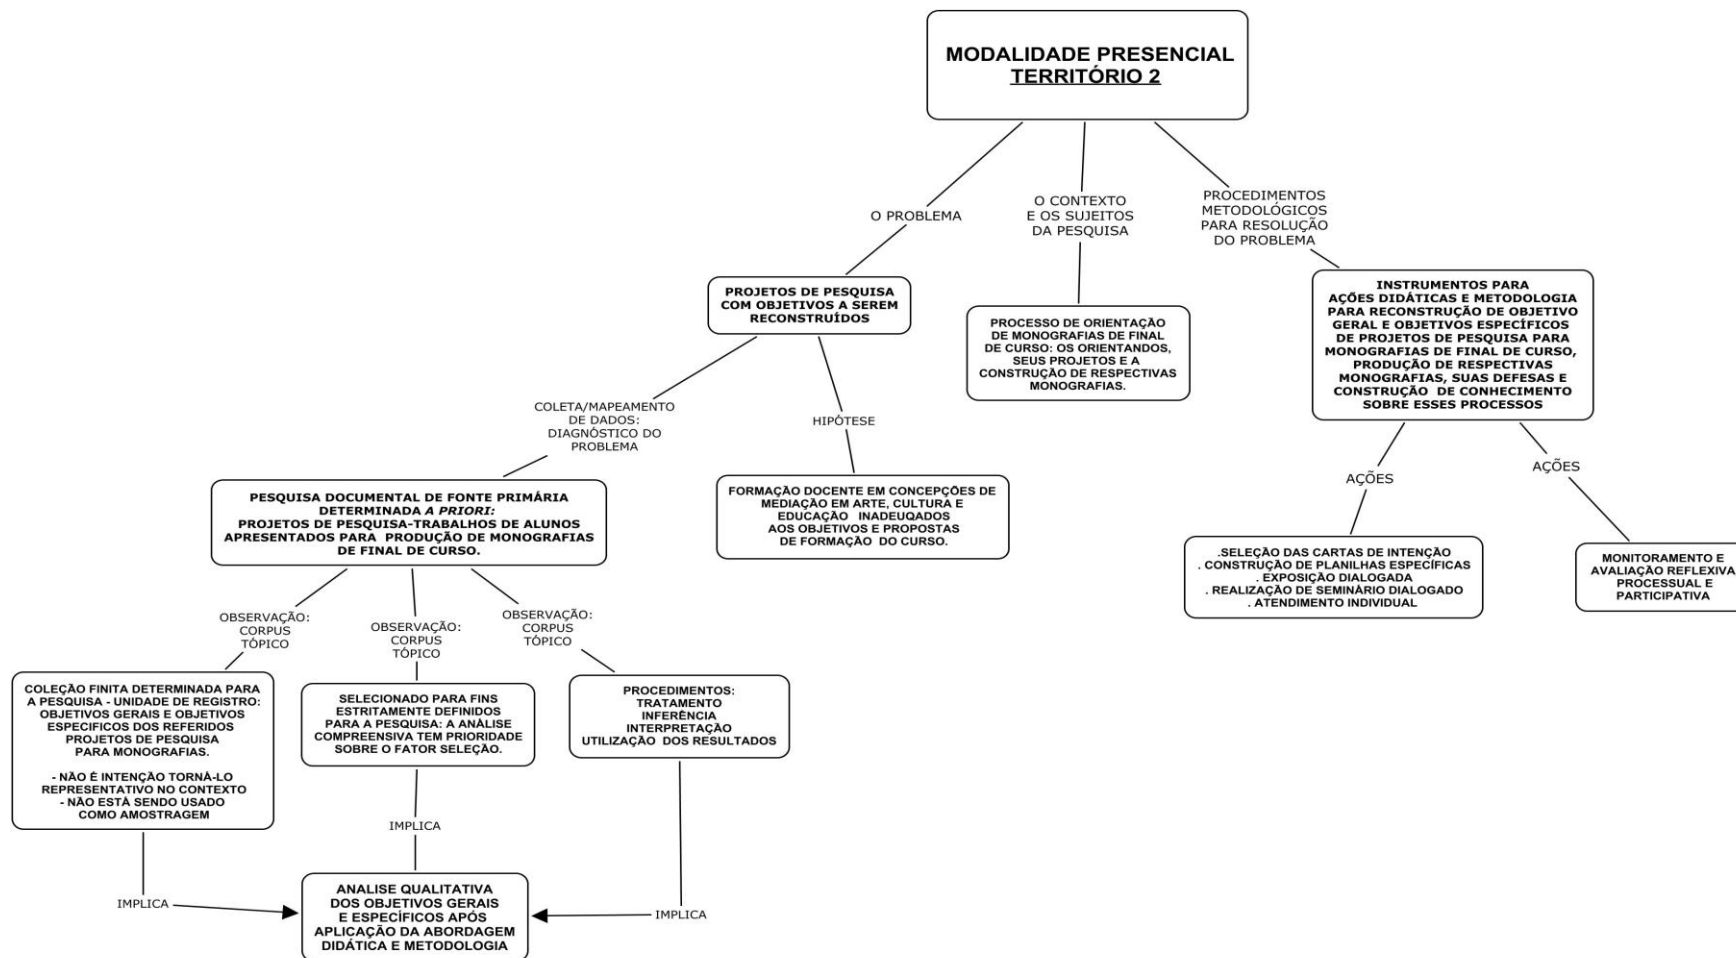 MODALIDADE PRESENCIAL
TERRITÓRIO 2
O PROBLEMA
O CONTEXTO
E OS SUJEITOS
DA PESQUISA
PROCEDIMENTOS
METODOLÓGICOS
PARA RESOLUÇÃO
DO PROBLEMA
PROJETOS DE PESQUISA
COM OBJETIVOS A SEREM
RECONSTRUÍDOS
PROCESSO DE ORIENTAÇÃO
DE MONOGRAFIAS DE FINAL
DE CURSO: OS ORIENTANDOS,
SEUS PROJETOS E A
CONSTRUÇÃO DE RESPECTIVAS
MONOGRAFIAS.
INSTRUMENTOS PARA
AÇÕES DIDÁTICAS E METODOLOGIA
PARA RECONSTRUÇÃO DE OBJETIVO
GERAL E OBJETIVOS ESPECÍFICOS
DE PROJETOS DE PESQUISA PARA
MONOGRAFIAS DE FINAL DE CURSO,
PRODUÇÃO DE RESPECTIVAS
MONOGRAFIAS, SUAS DEFESAS E
CONSTRUÇÃO DE CONHECIMENTO
SOBRE ESSES PROCESSOS
COLETA/MAPEAMENTO
DE DADOS:
DIAGNÓSTICO DO
PROBLEMA
HIPÓTESE
AÇÕES
AÇÕES
PESQUISA DOCUMENTAL DE FONTE PRIMÁRIA
DETERMINADA A PRIORI:
PROJETOS DE PESQUISA-TRABALHOS DE ALUNOS
APRESENTADOS PARA PRODUÇÃO DE MONOGRAFIAS
DE FINAL DE CURSO.
FORMAÇÃO DOCENTE EM CONCEPÇÕES DE
MEDIAÇÃO EM ARTE, CULTURA E
EDUCAÇÃO INADEUQADOS
AOS OBJETIVOS E PROPOSTAS
DE FORMAÇÃO DO CURSO.
.SELEÇÃO DAS CARTAS DE INTENÇÃO
. CONSTRUÇÃO DE PLANILHAS ESPECÍFICAS
. EXPOSIÇÃO DIALOGADA
. REALIZAÇÃO DE SEMINÁRIO DIALOGADO
. ATENDIMENTO INDIVIDUAL
MONITORAMENTO E
AVALIAÇÃO REFLEXIVA
PROCESSUAL E
PARTICIPATIVA
OBSERVAÇÃO:
CORPUS
TÓPICO
OBSERVAÇÃO:
CORPUS
TÓPICO
OBSERVAÇÃO:
CORPUS
TÓPICO
COLEÇÃO FINITA DETERMINADA PARA
A PESQUISA - UNIDADE DE REGISTRO:
OBJETIVOS GERAIS E OBJETIVOS
ESPECIFICOS DOS REFERIDOS
PROJETOS DE PESQUISA
PARA MONOGRAFIAS.
- NÃO É INTENÇÃO TORNÁ-LO
REPRESENTATIVO NO CONTEXTO
- NÃO ESTÁ SENDO USADO
COMO AMOSTRAGEM
SELECIONADO PARA FINS
ESTRITAMENTE DEFINIDOS
PARA A PESQUISA: A ANÀLISE
COMPREENSIVA TEM PRIORIDADE
SOBRE O FATOR SELEÇÃO.
PROCEDIMENTOS:
TRATAMENTO
INFERÊNCIA
INTERPRETAÇÃO
UTILIZAÇÃO DOS RESULTADOS
IMPLICA
IMPLICA
IMPLICA
ANALISE QUALITATIVA
DOS OBJETIVOS GERAIS
E ESPECÍFICOS APÓS
APLICAÇÃO DA ABORDAGEM
DIDÁTICA E METODOLOGIA